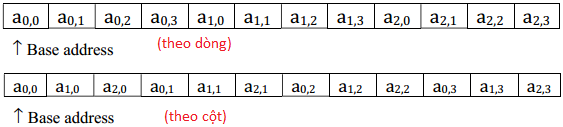 a0,0 a0,1 a0,2 a0,3 a1,0 a1,1 a1,2 a1,3 a2,0 a2,1 a2,2 a2,3
↑ Base address (theo dòng)
a0,0 a1,0 a2,0 a0,1 a1,1 a2,1 a0,2 a1,2 a2,2 a0,3 a1,3 a2,3
↑ Base address (theo cột)